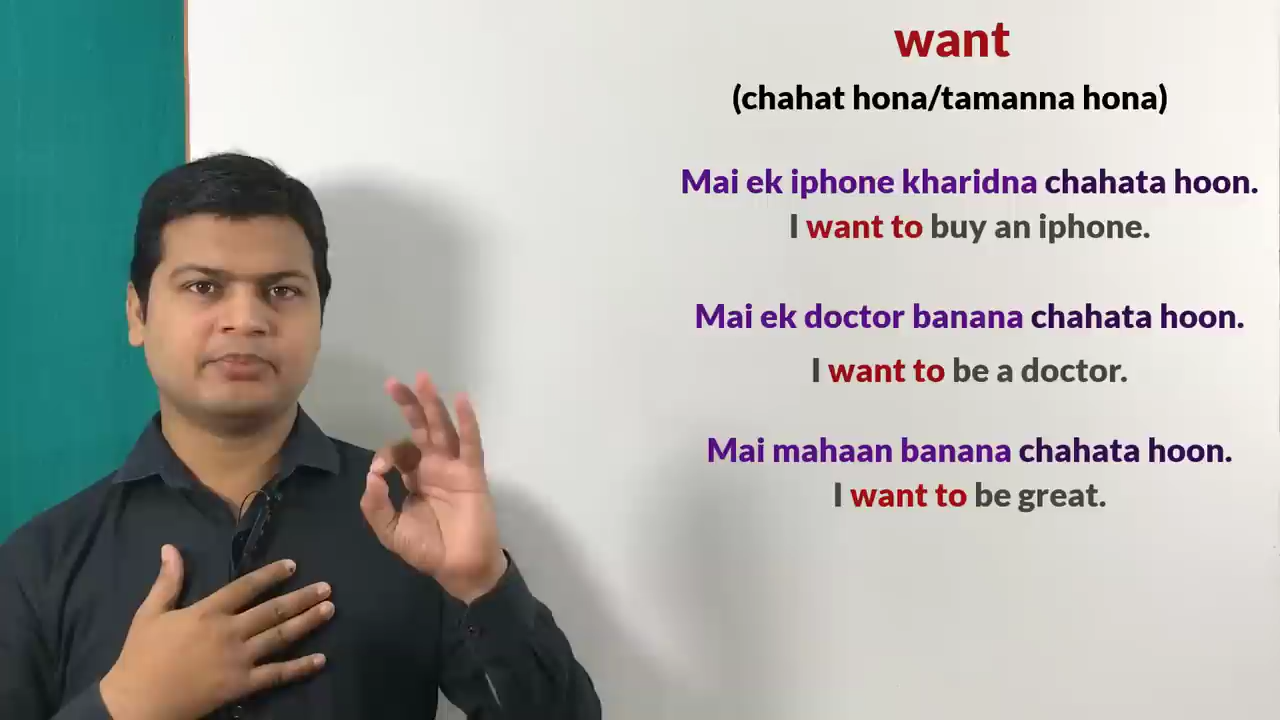 want
(chahat hona/tamanna hona)
Mai ek iphone kharidna chahata hoon.
I want to buy an iphone.
Mai ek doctor banana chahata hoon.
I want to be a doctor.
Mai mahaan banana chahata hoon.
I want to be great.